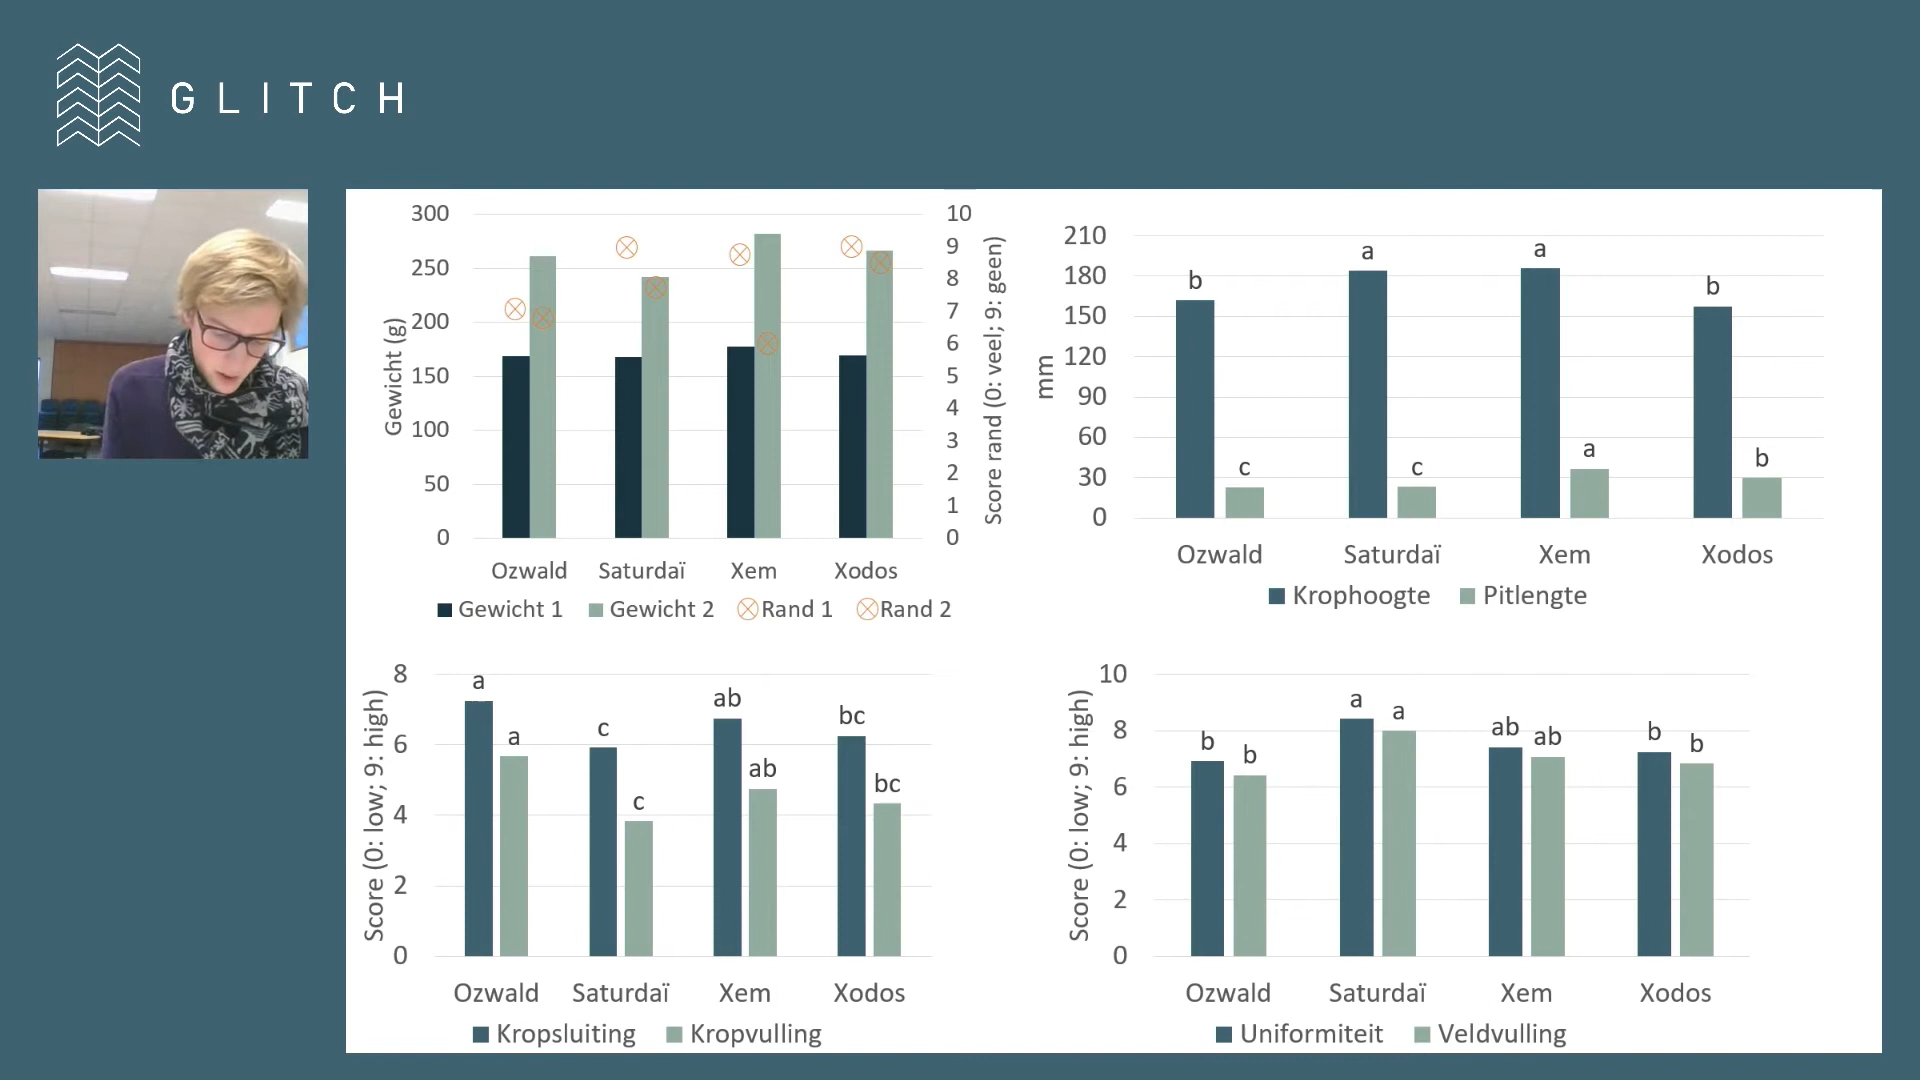 GLITCH
300
250
200
150
100
50
0
Gewicht (g)
10
9
8
7
6
5
4
3
2
1
0
Score rand (0: veel; 9: geen)
Ozwald Saturdaï Xem Xodos
Gewicht 1 Gewicht 2 Rand 1 Rand 2
210
180
150
120
90
60
30
0
mm
b c a c a a b b
Ozwald Saturdaï Xem Xodos
Krophoogte Pitlengte
8
6
4
2
0
Score (0: low; 9: high)
a a c c ab ab bc bc
Ozwald Saturdaï Xem Xodos
Kropsluiting Kropvulling
10
8
6
4
2
0
Score (0: low; 9: high)
b b a a ab ab b b
Ozwald Saturdaï Xem Xodos
Uniformiteit Veldvulling